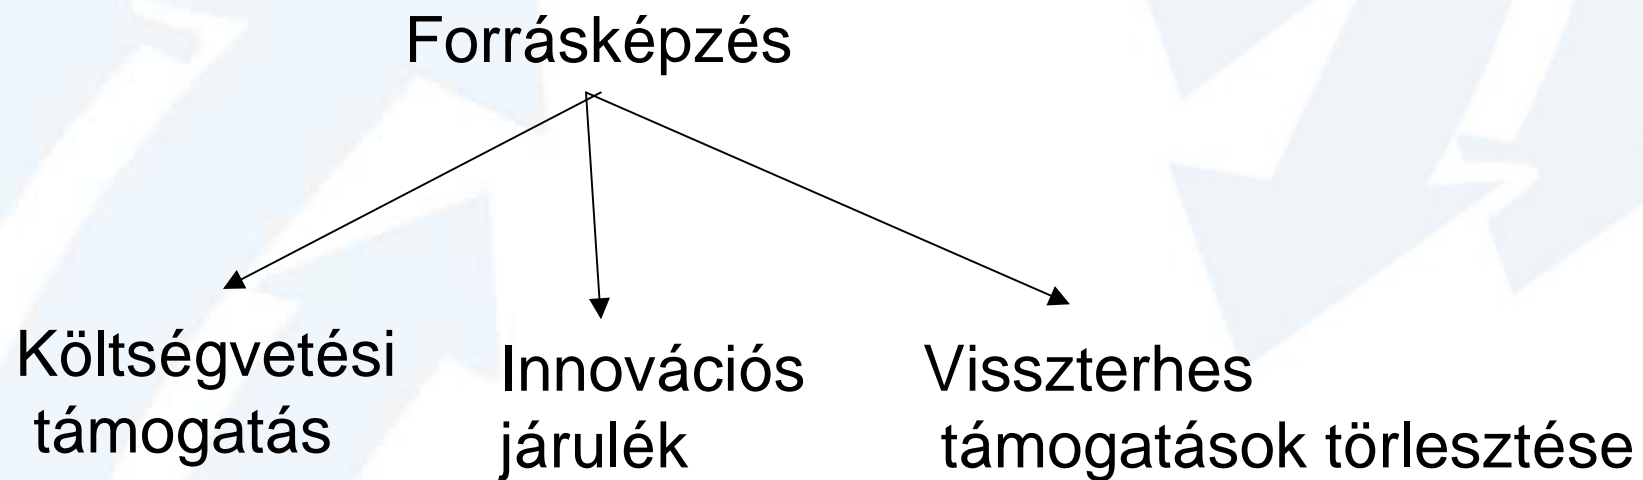 Forrásképzés
Költségvetési
támogatás
Innovációs
járulék
Visszterhes
támogatások törlesztése